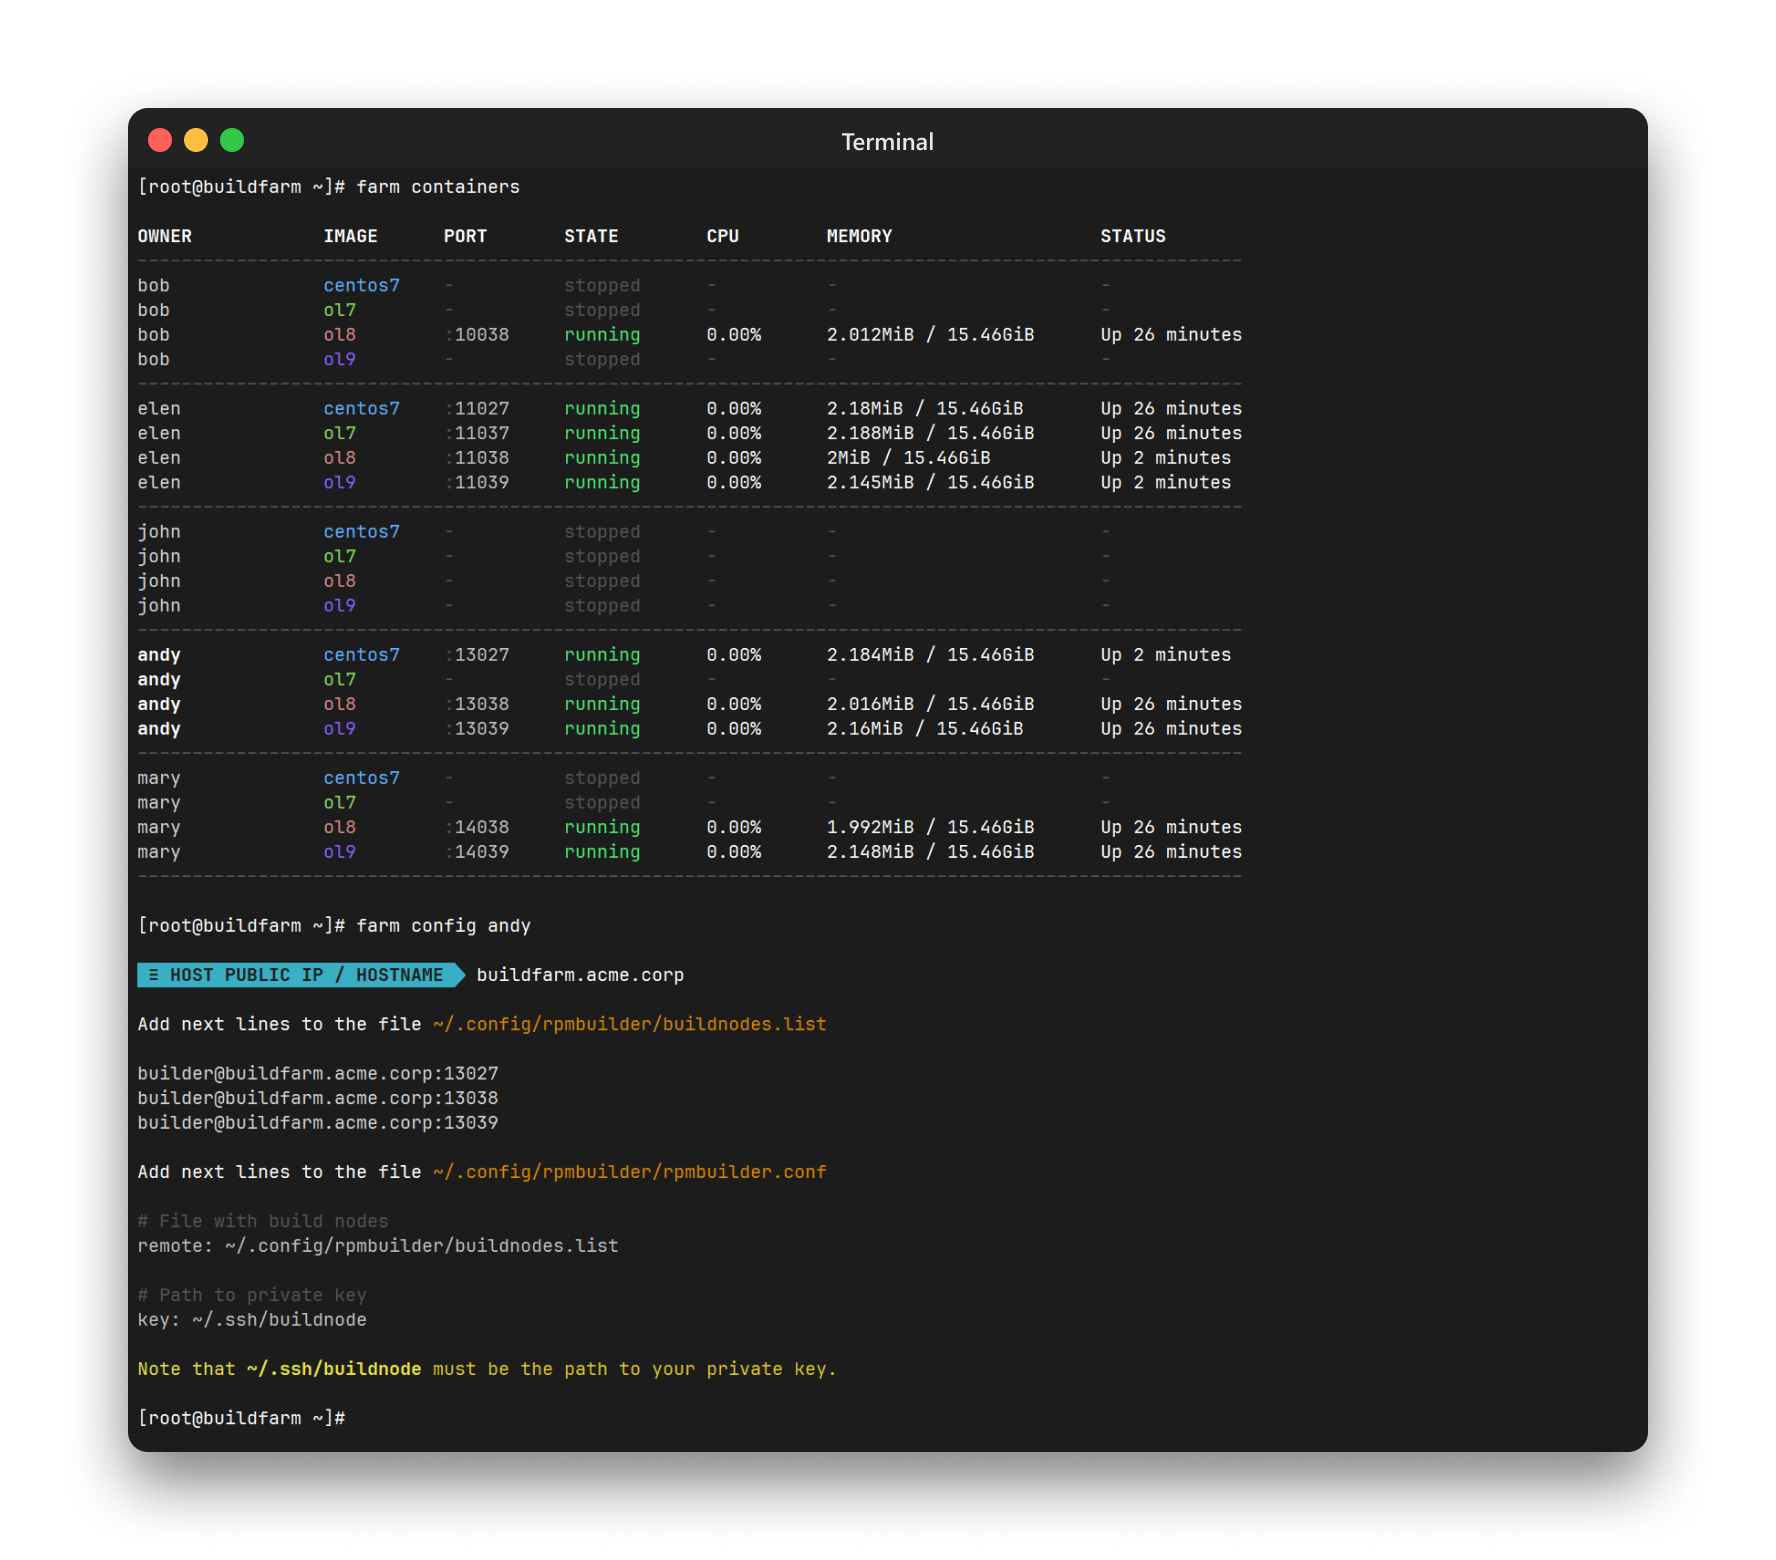 Terminal
[root@buildfarm ~]# farm containers
OWNER IMAGE PORT STATE CPU MEMORY STATUS
bob centos7 - stopped - - -
bob ol7 - stopped - - -
bob ol8 :10038 running 0.00% 2.012MiB / 15.46GiB Up 26 minutes
bob ol9 - stopped - - -
elen centos7 :11027 running 0.00% 2.18MiB / 15.46GiB Up 26 minutes
elen ol7 :11037 running 0.00% 2.188MiB / 15.46GiB Up 26 minutes
elen ol8 :11038 running 0.00% 2MiB / 15.46GiB Up 2 minutes
elen ol9 :11039 running 0.00% 2.145MiB / 15.46GiB Up 2 minutes
john centos7 - stopped - - -
john ol7 - stopped - - -
john ol8 - stopped - - -
john ol9 - stopped - - -
andy centos7 :13027 running 0.00% 2.184MiB / 15.46GiB Up 2 minutes
andy ol7 - stopped - - -
andy ol8 :13038 running 0.00% 2.016MiB / 15.46GiB Up 26 minutes
andy ol9 :13039 running 0.00% 2.16MiB / 15.46GiB Up 26 minutes
mary centos7 - stopped - - -
mary ol7 - stopped - - -
mary ol8 :14038 running 0.00% 1.992MiB / 15.46GiB Up 26 minutes
mary ol9 :14039 running 0.00% 2.148MiB / 15.46GiB Up 26 minutes
[root@buildfarm ~]# farm config andy
Ξ HOST PUBLIC IP / HOSTNAME buildfarm.acme.corp
Add next lines to the file ~/.config/rpmbuilder/buildnodes.list
builder@buildfarm.acme.corp:13027
builder@buildfarm.acme.corp:13038
builder@buildfarm.acme.corp:13039
Add next lines to the file ~/.config/rpmbuilder/rpmbuilder.conf
# File with build nodes
remote: ~/.config/rpmbuilder/buildnodes.list
# Path to private key
key: ~/.ssh/buildnode
Note that ~/.ssh/buildnode must be the path to your private key.
[root@buildfarm ~]#